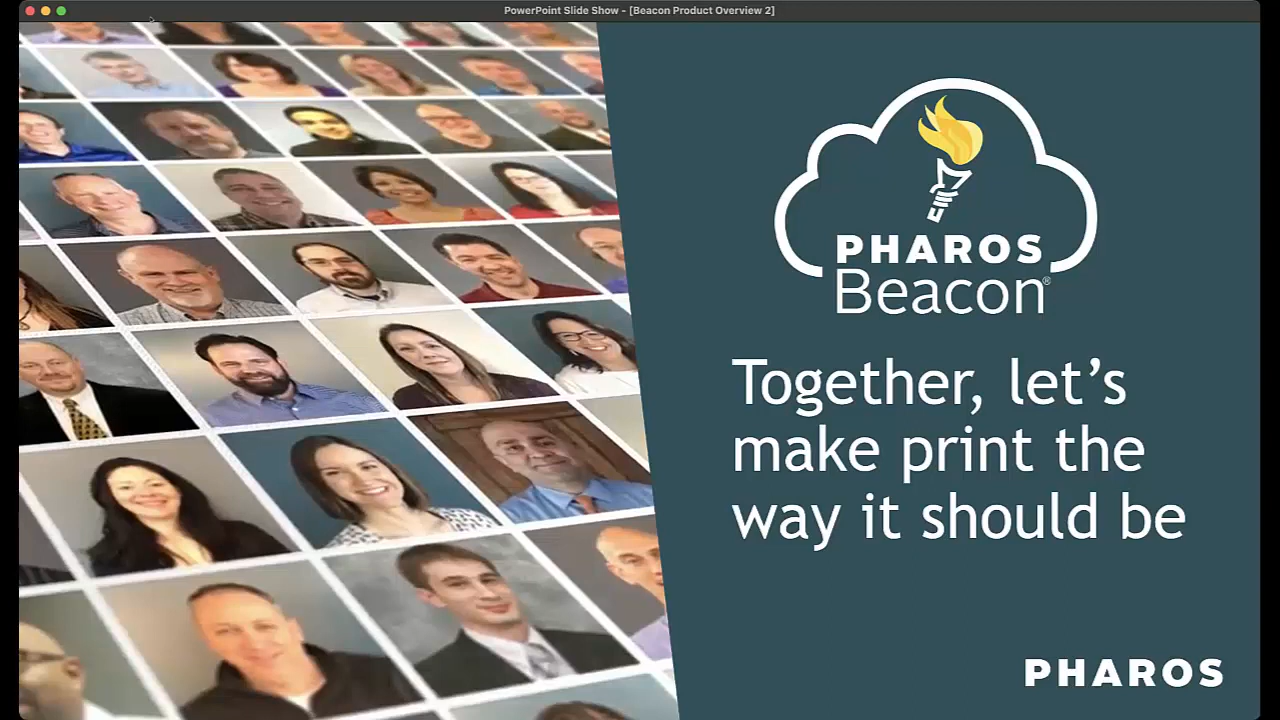 PowerPoint Slide Show - [Beacon Product Overview 2]
PHAROS
Beacon®
Together, let’s
make print the
way it should be
PHAROS